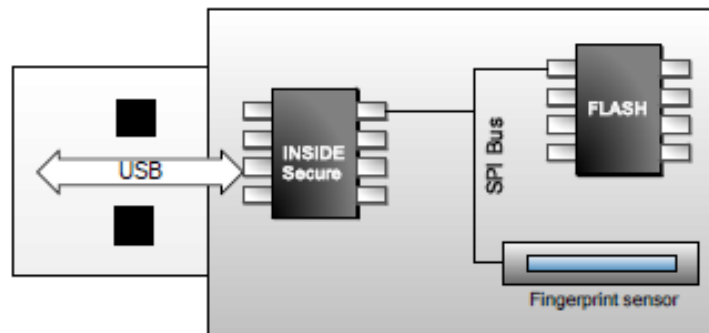 USB
INSIDE
Secure
SPI Bus
FLASH
Fingerprint sensor